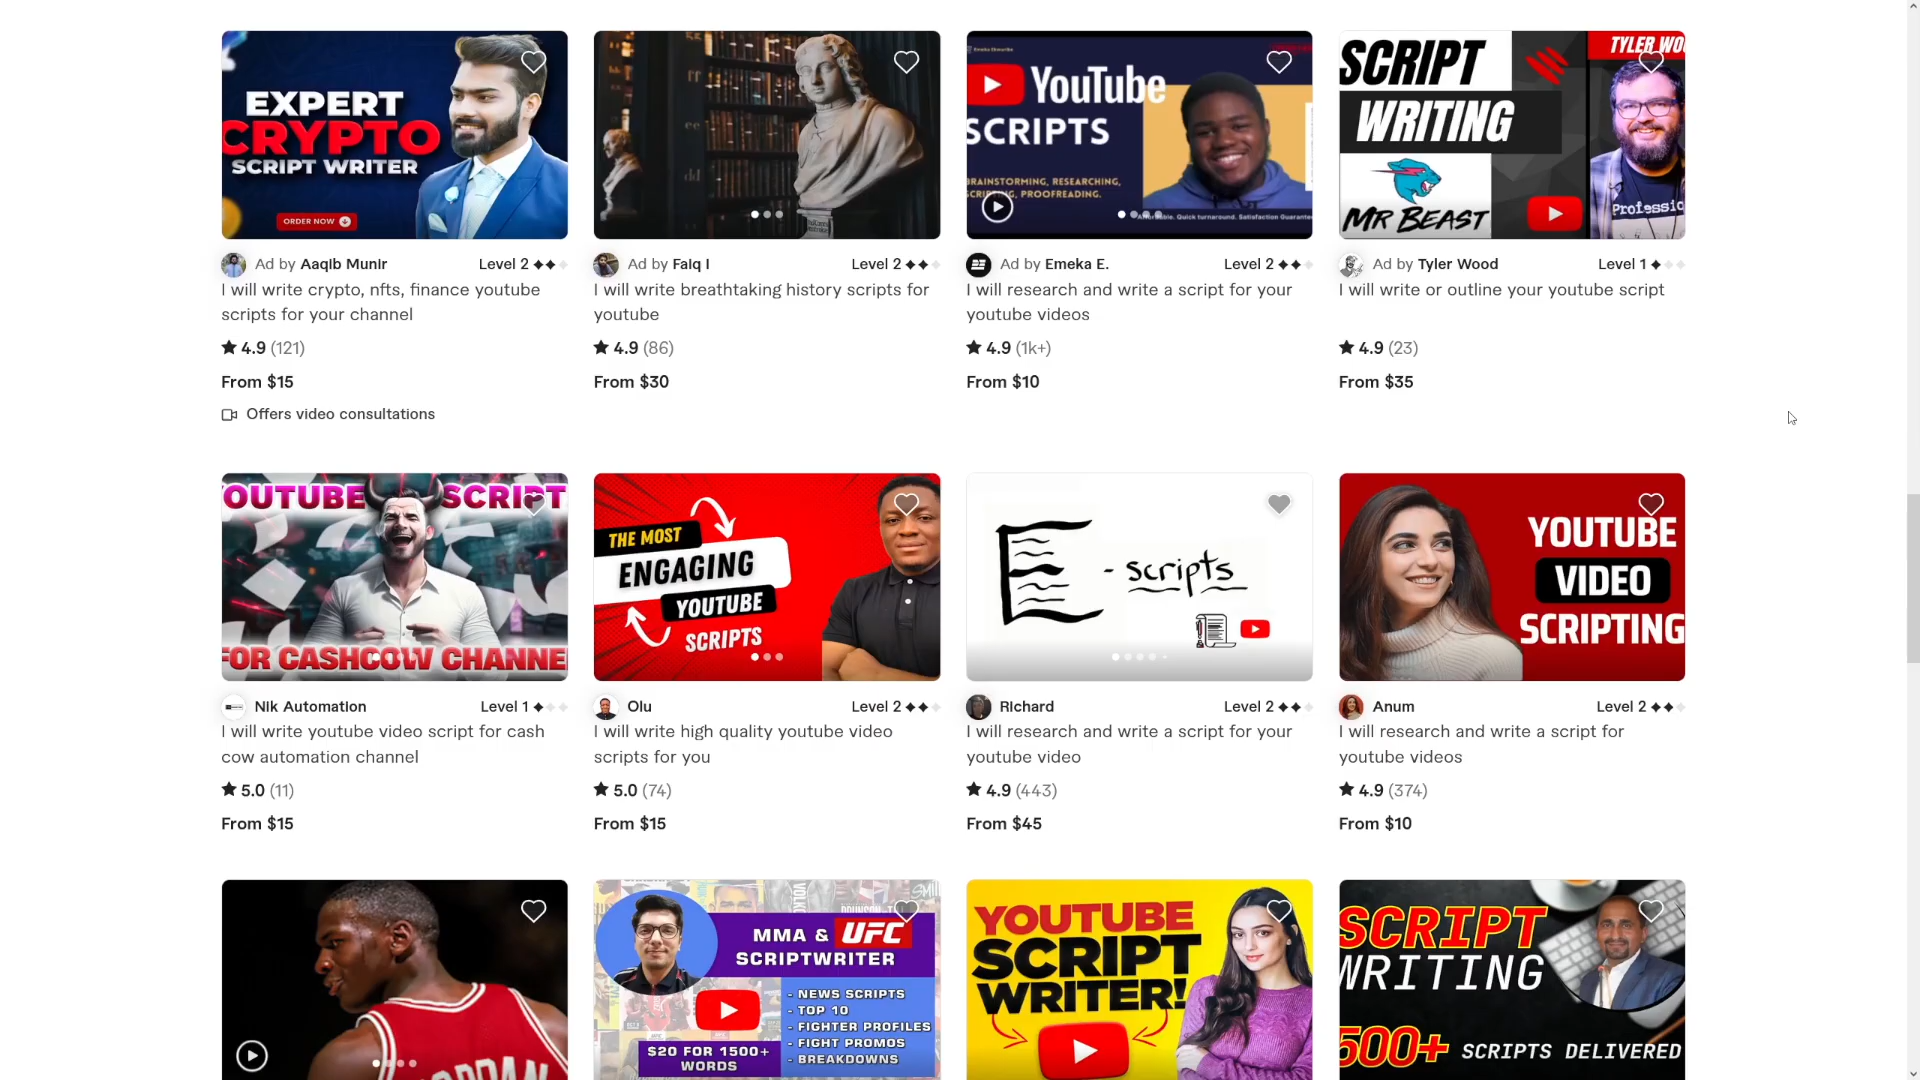 EXPERT
CRYPTO
SCRIPT WRITER
ORDER NOW
YouTube
SCRIPTS
BRAINSTORMING, RESEARCHING,
PROOFREADING.
Quick turnaround. Satisfaction
SCRIPT
WRITING
MR BEAST
TYLER WO
Professio
Ad by Aaqib Munir
Level 2
I will write crypto, nfts, finance youtube
scripts for your channel
4.9 (121)
From $15
Offers video consultations
Ad by Faiq I
Level 2
I will write breathtaking history scripts for
youtube
4.9 (86)
From $30
Ad by Emeka E.
Level 2
I will research and write a script for your
youtube videos
4.9 (1k+)
From $10
Ad by Tyler Wood
Level 1
I will write or outline your youtube script
4.9 (23)
From $35
OUTUBE SCRIPT
FOR CASHCOW CHANNE
THE MOST
ENGAGING
YOUTUBE
SCRIPTS
E - scripts
YOUTUBE
VIDEO
SCRIPTING
Nik Automation
Level 1
I will write youtube video script for cash
cow automation channel
5.0 (11)
From $15
Olu
Level 2
I will write high quality youtube video
scripts for you
5.0 (74)
From $15
Richard
Level 2
I will research and write a script for your
youtube video
4.9 (443)
From $45
Anum
Level 2
I will research and write a script for
youtube videos
4.9 (374)
From $10
MMA & UFC
SCRIPTWRITER
- NEWS SCRIPTS
- TOP 10
- FIGHTER PROFILES
- FIGHT PROMOS
- BREAKDOWNS
$20 FOR 1500+
WORDS
YOUTUBE
SCRIPT
WRITER!
SCRIPT
WRITING
500+ SCRIPTS DELIVERED